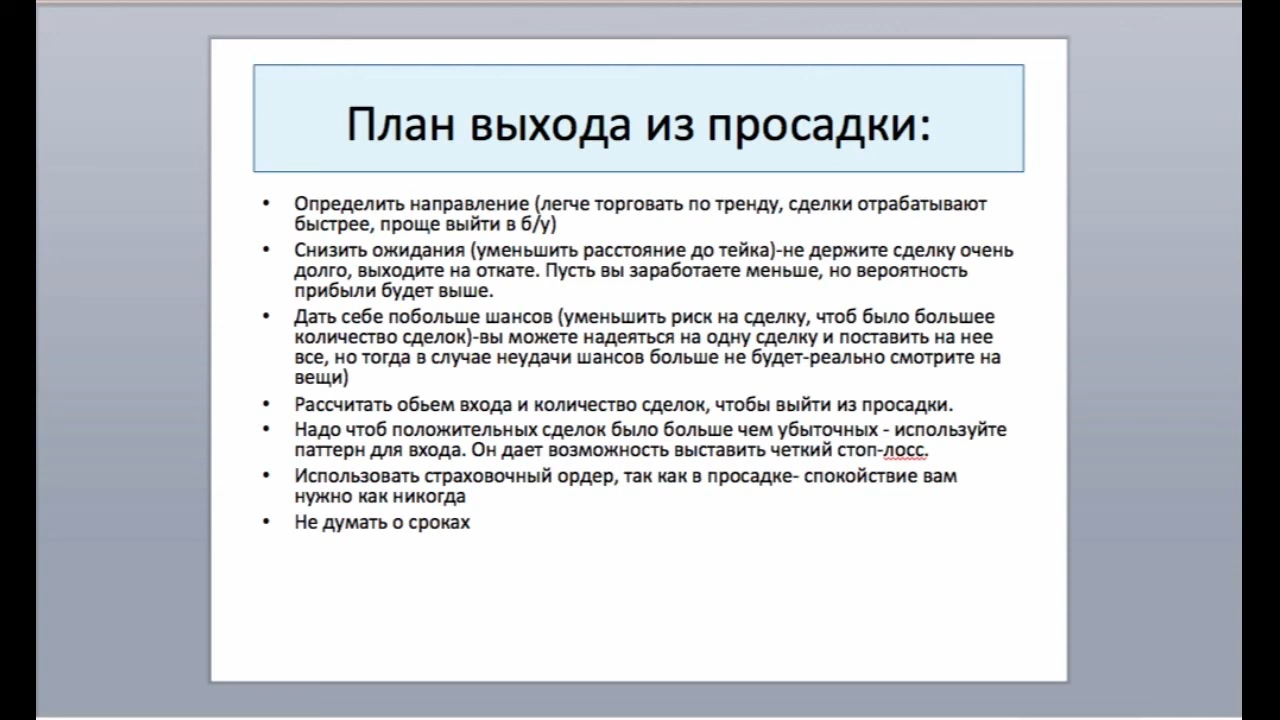 План выхода из просадки:
• Определить направление (легче торговать по тренду, сделки отрабатывают
быстрее, проще выйти в б/у)
• Снизить ожидания (уменьшить расстояние до тейка)-не держите сделку очень
долго, выходите на откате. Пусть вы заработаете меньше, но вероятность
прибыли будет выше.
• Дать себе побольше шансов (уменьшить риск на сделку, чтоб было большее
количество сделок)-вы можете надеяться на одну сделку и поставить на нее
все, но тогда в случае неудачи шансов больше не будет-реально смотрите на
вещи)
• Рассчитать обьем входа и количество сделок, чтобы выйти из просадки.
• Надо чтоб положительных сделок было больше чем убыточных - используйте
паттерн для входа. Он дает возможность выставить четкий стоп-лосс.
• Использовать страховочный ордер, так как в просадке- спокойствие вам
нужно как никогда
• Не думать о сроках